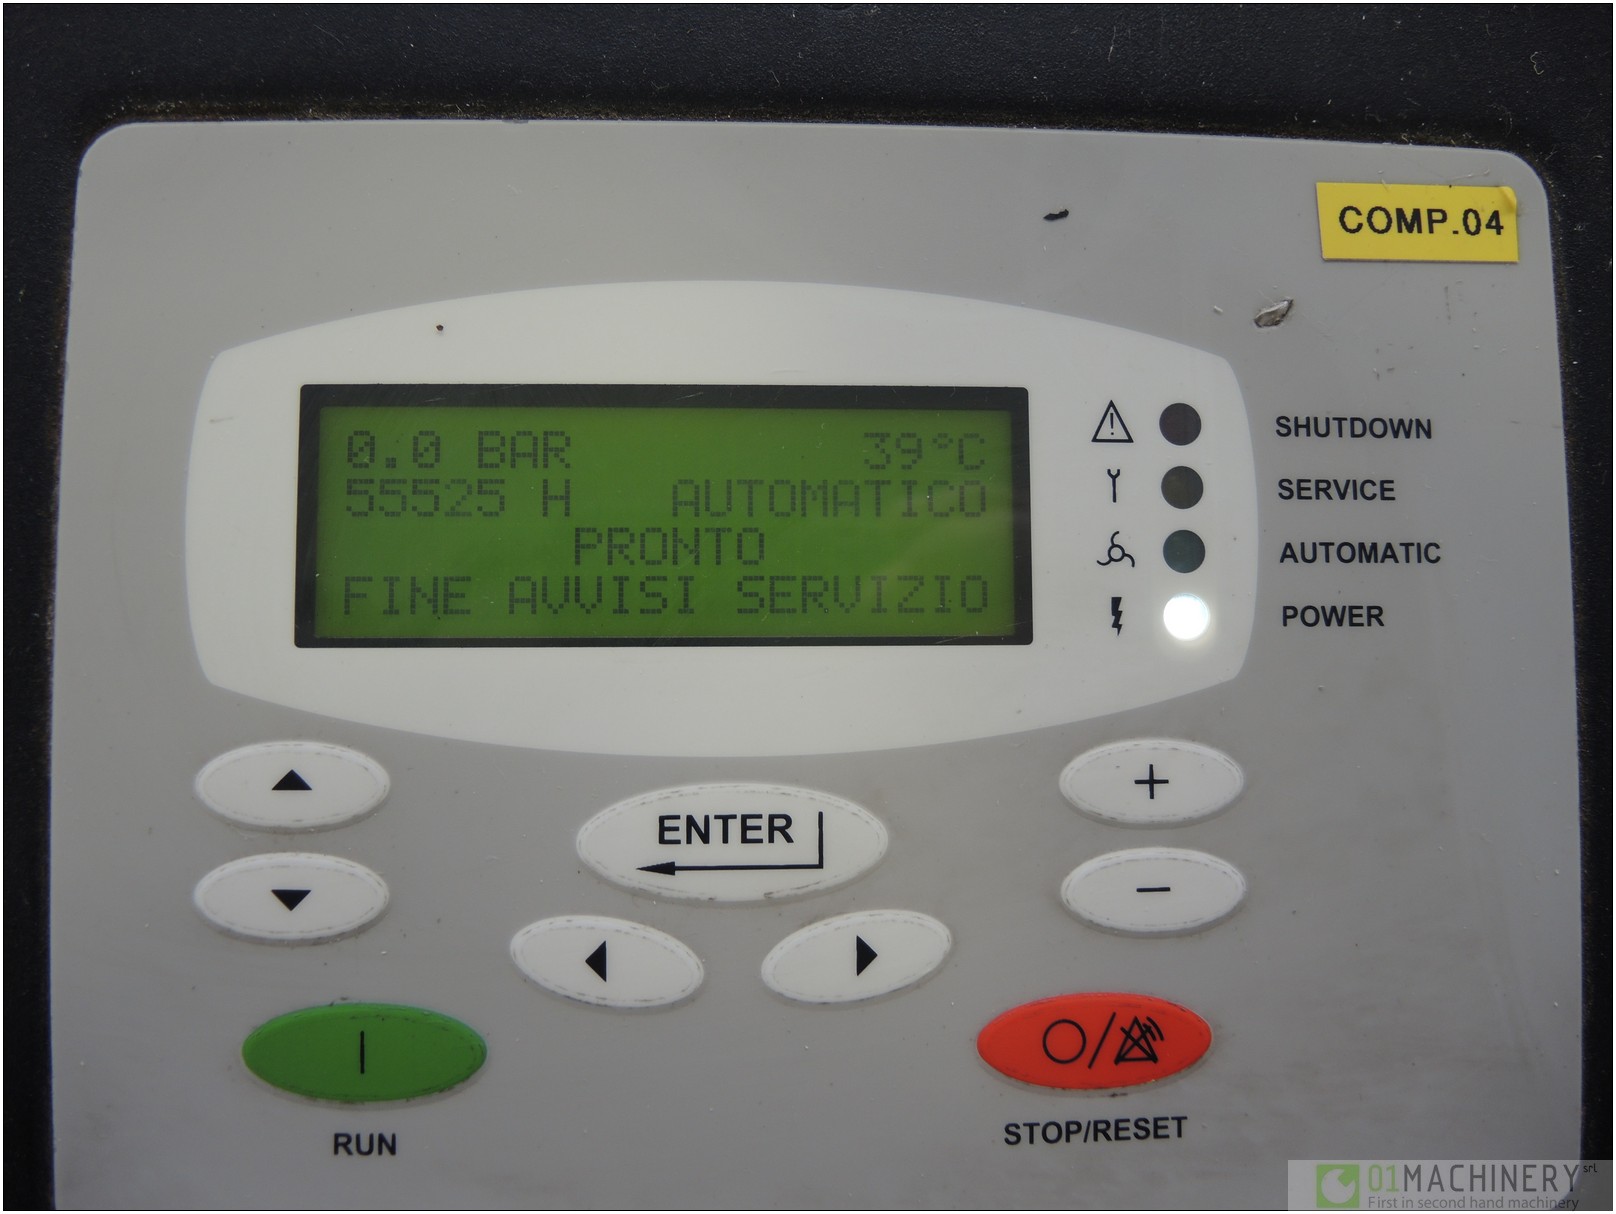 COMP.04
0.0 BAR 39°C
55525 H AUTOMATICO
PRONTO
FINE AVVISI SERVIZIO
SHUTDOWN
SERVICE
AUTOMATIC
POWER
+
ENTER
-
RUN
STOP/RESET
01MACHINERY srl
First in second hand machinery